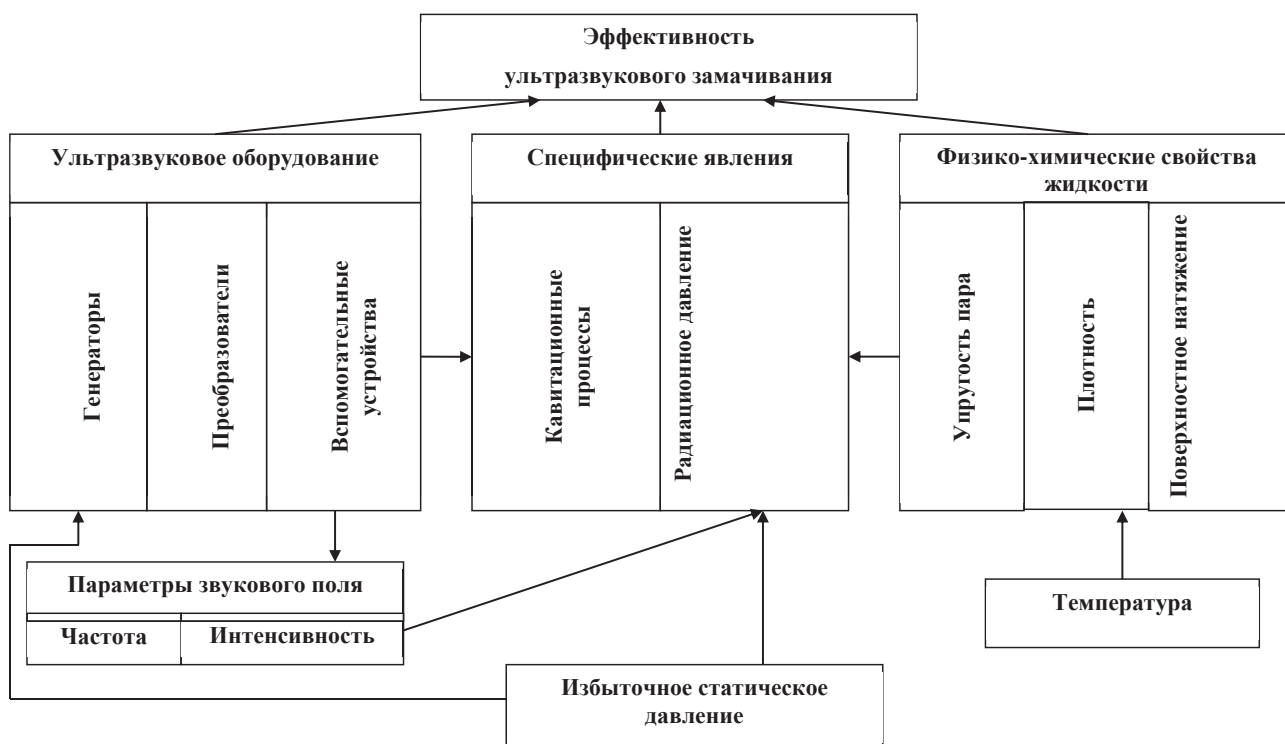 Эффективность
ультразвукового замачивания
Ультразвуковое оборудование
Специфические явления
Физико-химические свойства
жидкости
Генераторы
Преобразователи
Вспомогательные
устройства
Кавитационные
процессы
Радиационное давление
Упругость пара
Плотность
Поверхностное натяжение
Параметры звукового поля
Частота
Интенсивность
Температура
Избыточное статическое
давление